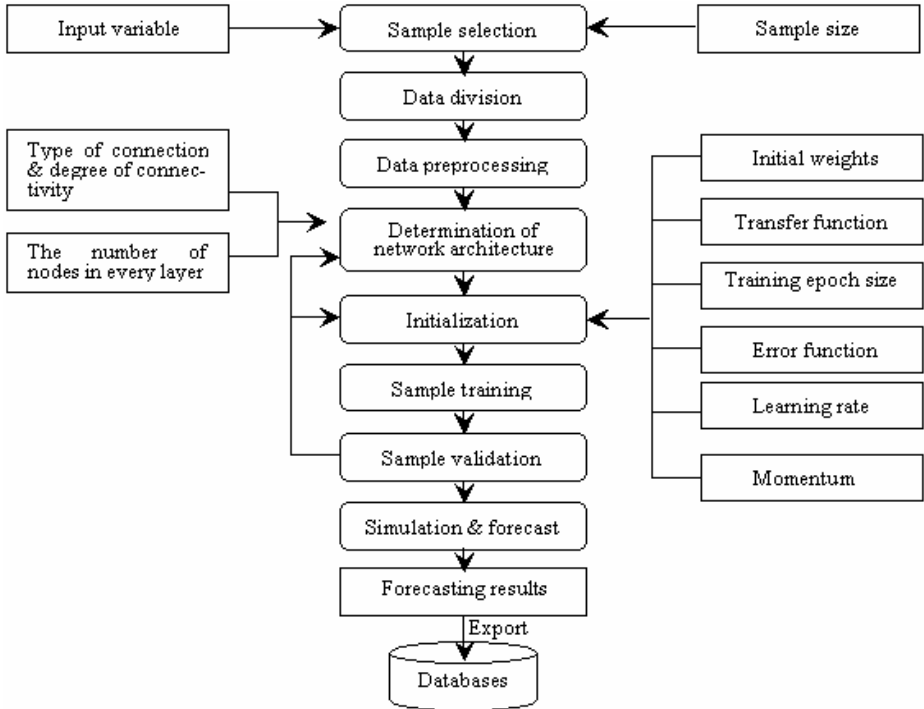 Input variable
Sample selection
Sample size
Data division
Type of connection
& degree of connec-
tivity
Data preprocessing
Initial weights
The number of
nodes in every layer
Determination of
network architecture
Transfer function
Training epoch size
Initialization
Error function
Sample training
Learning rate
Sample validation
Momentum
Simulation & forecast
Forecasting results
Export
Databases